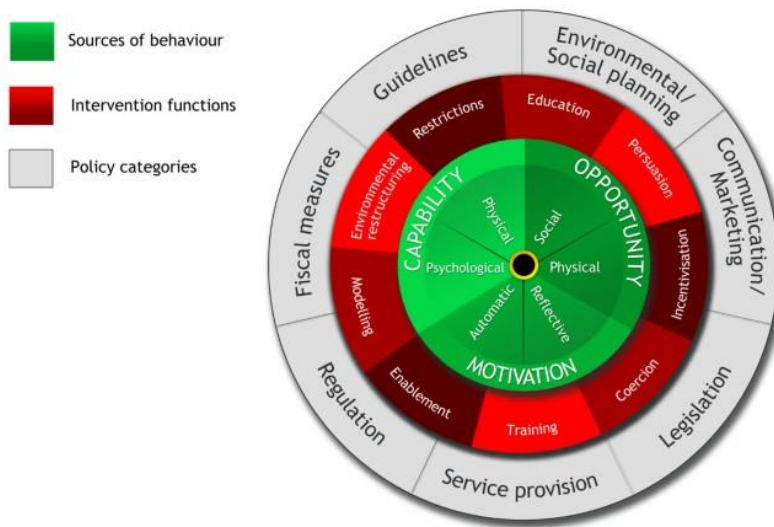 Sources of behaviour
Intervention functions
Policy categories
Guidelines
Environmental/
Social planning
Communication/
Marketing
Legislation
Service provision
Regulation
Fiscal measures
Restrictions
Education
Persuasion
Incentivisation
Coercion
Training
Enablement
Modelling
Environmental
restructuring
CAPABILITY
OPPORTUNITY
MOTIVATION
Physical
Social
Physical
Reflective
Automatic
Psychological